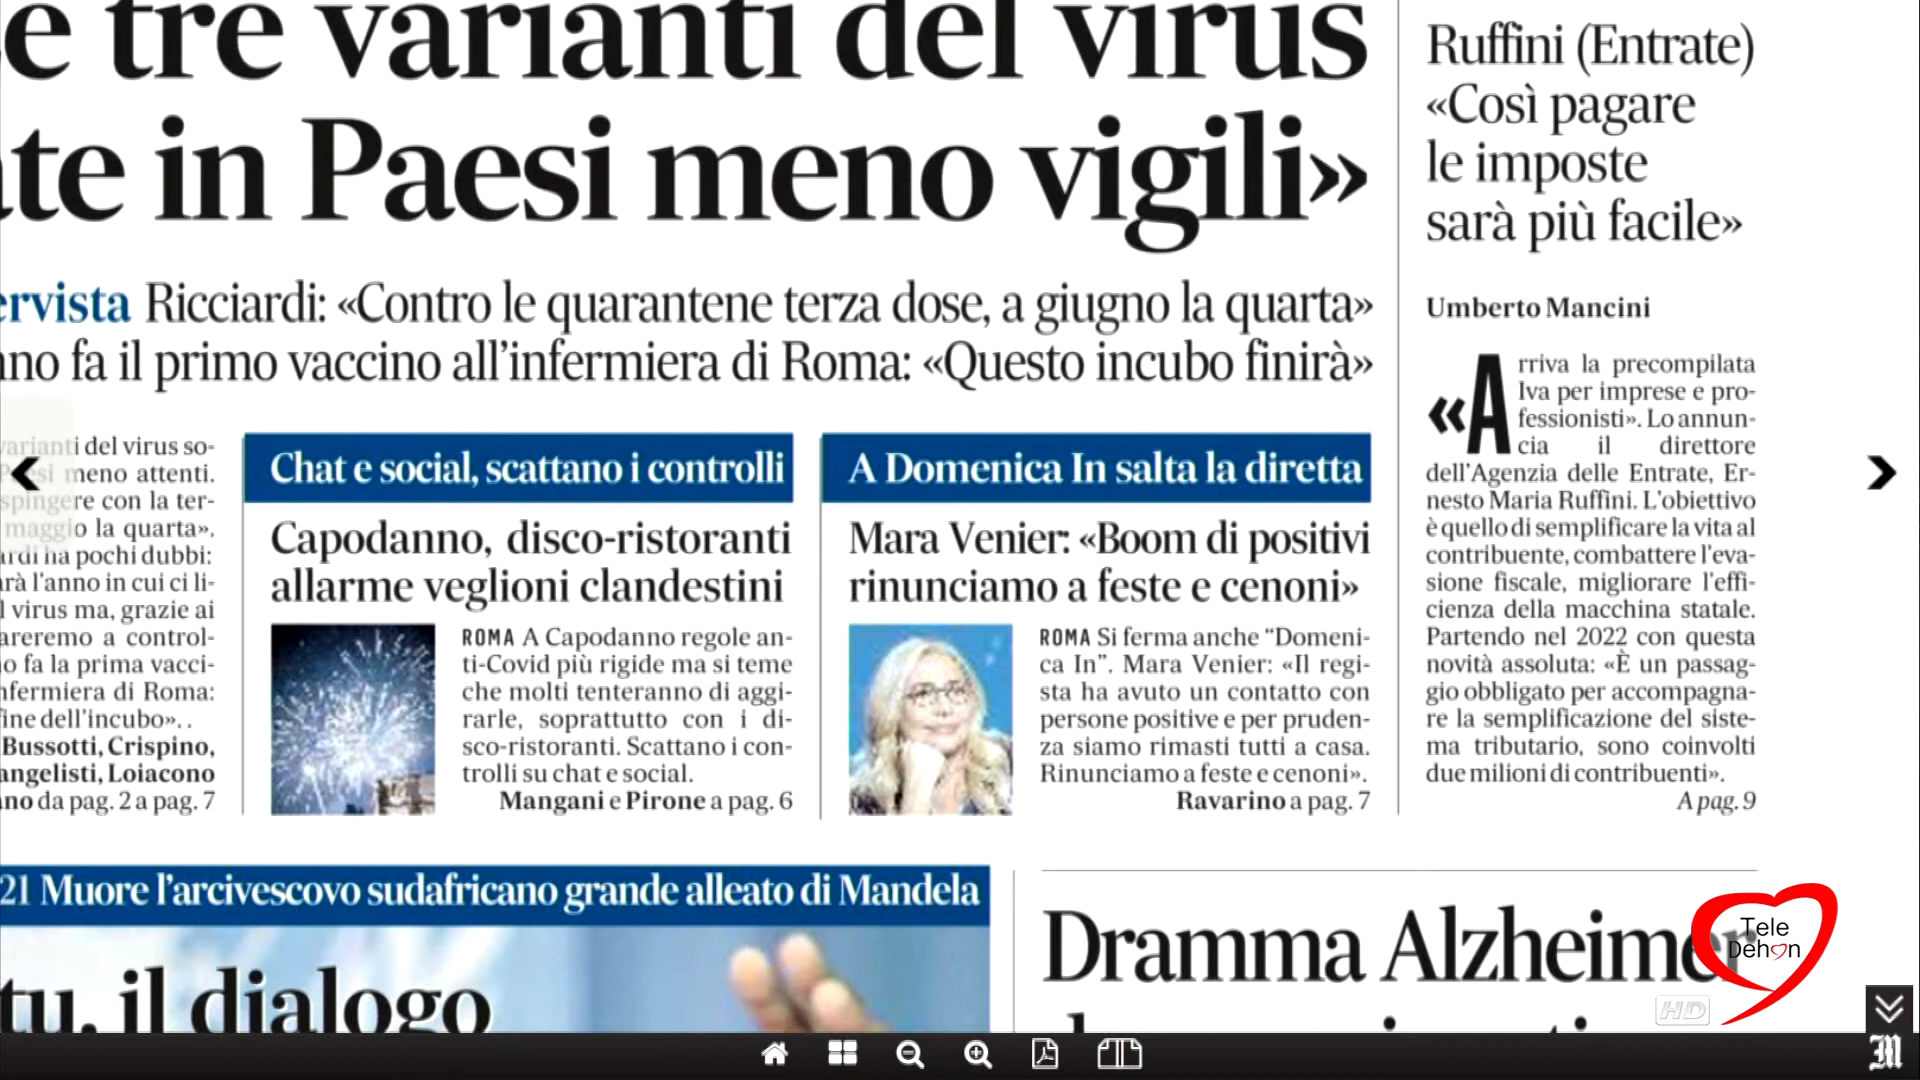 e tre varianti del virus
te in Paesi meno vigili»
Ricciardi: «Contro le quarantene terza dose, a giugno la quarta»
fa il primo vaccino all'infermiera di Roma: «Questo incubo finirà»
varianti del virus so-
meno attenti.
spingere con la ter-
maggio la quarta».
ha pochi dubbi:
l'anno in cui ci li-
virus ma, grazie ai
a control-
fa la prima vacci-
di Roma:
dell'incubo»..
Bussotti, Crispino,
Loiacono
da pag. 2 a pag. 7
Chat e social, scattano i controlli
Capodanno, disco-ristoranti
allarme veglioni clandestini
ROMA A Capodanno regole an-
ti-Covid più rigide ma si teme
che molti tenteranno di aggi-
rarle, soprattutto con i di-
sco-ristoranti. Scattano i con-
trolli su chat e social.
Mangani e Pirone a pag. 6
A Domenica In salta la diretta
Mara Venier: «Boom di positivi
rinunciamo a feste e cenoni»
ROMA Si ferma anche “Domeni-
ca In”. Mara Venier: «Il regi-
sta ha avuto un contatto con
persone positive e per pruden-
za siamo rimasti tutti a casa.
Rinunciamo a feste e cenoni».
Ravarino a pag. 7
Ruffini (Entrate)
«Così pagare
le imposte
sarà più facile»
Umberto Mancini
«Arriva la precompilata
Iva per imprese e pro-
fessionisti». Lo annun-
cia il direttore
dell'Agenzia delle Entrate, Er-
nesto Maria Ruffini. L'obiettivo
è quello di semplificare la vita al
contribuente, combattere l'eva-
sione fiscale, migliorare l'effi-
cienza della macchina statale.
Partendo nel 2022 con questa
novità assoluta: «È un passag-
gio obbligato per accompagna-
re la semplificazione del siste-
ma tributario, sono coinvolti
due milioni di contribuenti».
A pag. 9
21 Muore l'arcivescovo sudafricano grande alleato di Mandela
tu, il dialogo
Dramma Alzheimer
Tele
Dehon
HD
M